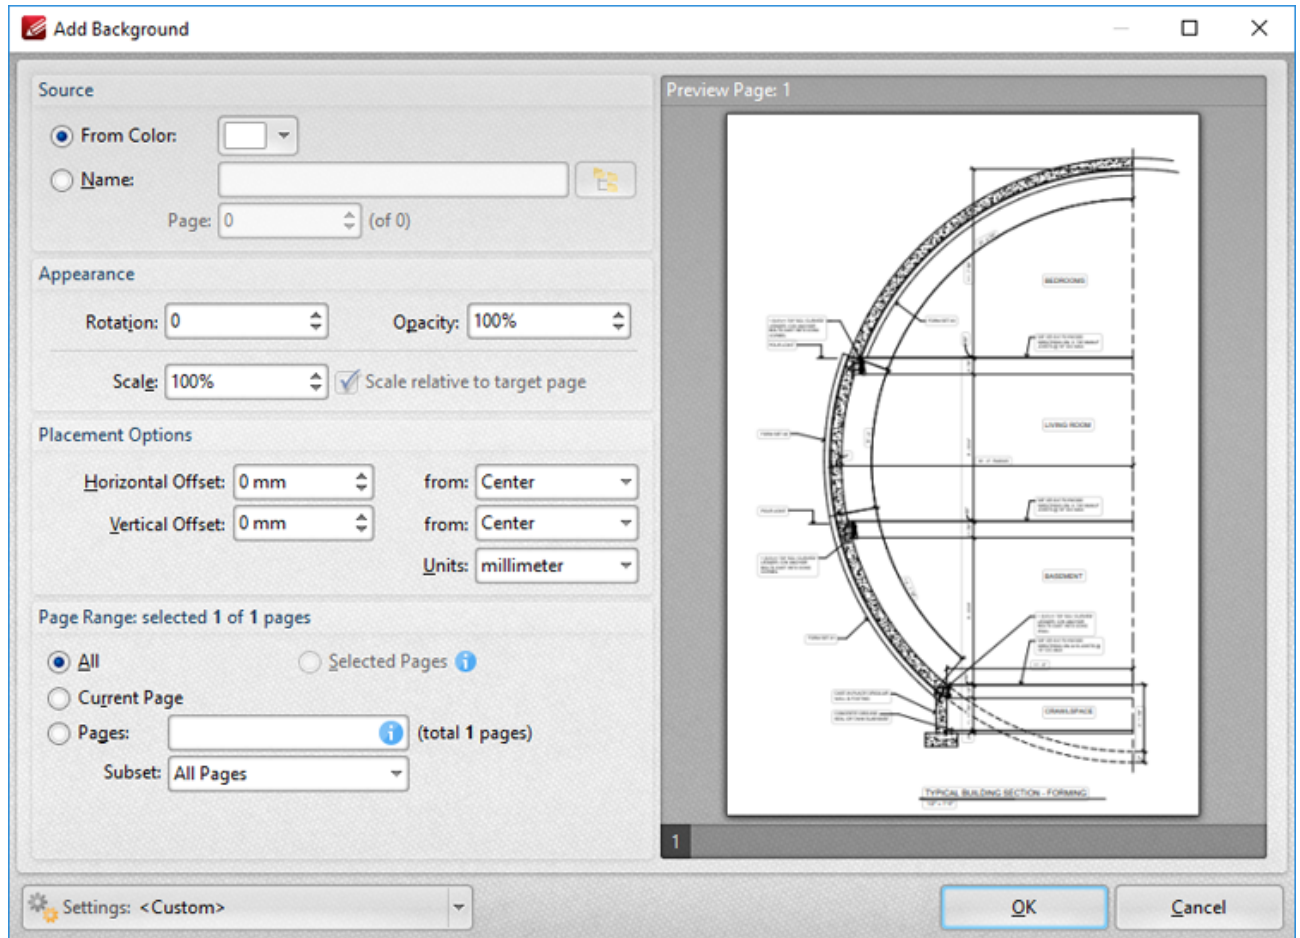 Add Background
Source
From Color:
Name:
Page: 0 (of 0)
Appearance
Rotation: 0 Opacity: 100%
Scale: 100% Scale relative to target page
Placement Options
Horizontal Offset: 0 mm from: Center
Vertical Offset: 0 mm from: Center
Units: millimeter
Page Range: selected 1 of 1 pages
All Selected Pages
Current Page
Pages: (total 1 pages)
Subset: All Pages
Settings: <Custom>
Preview Page: 1
BEDROOMS
LIVING ROOM
BASEMENT
CRAWLSPACE
TYPICAL BUILDING SECTION - FORMING
1
OK Cancel